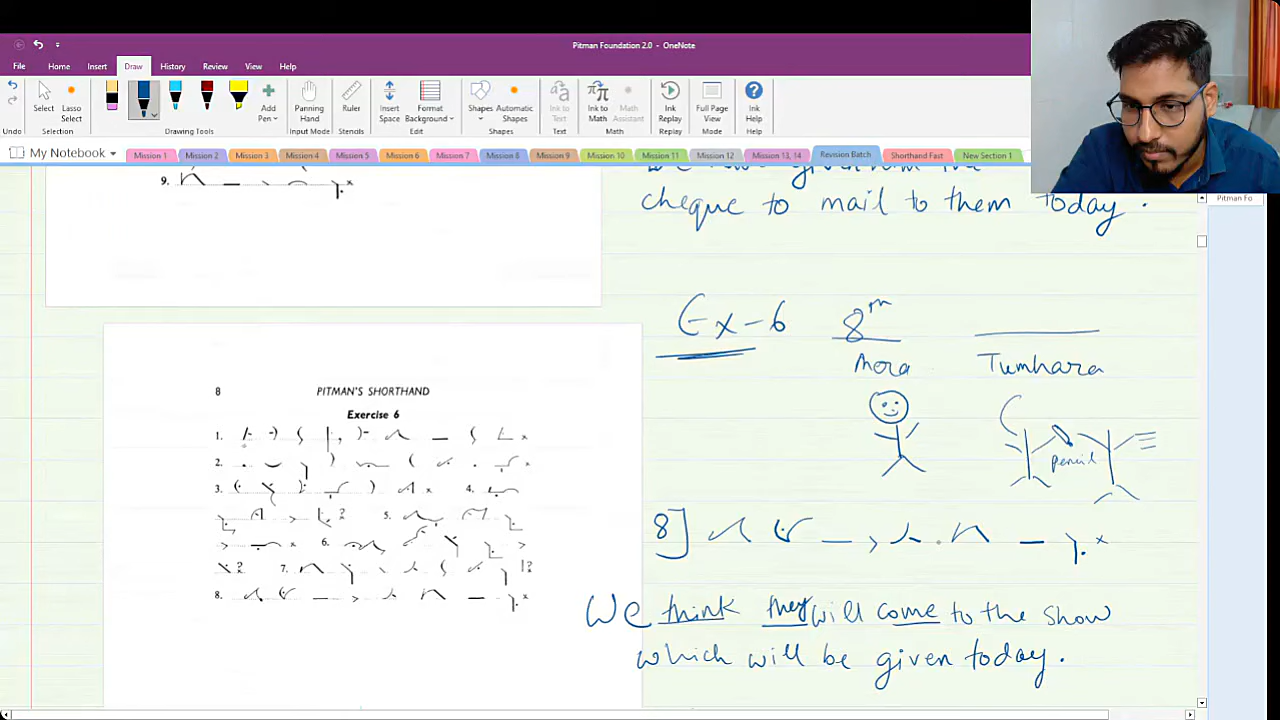 Pitman Foundation 2.0 - OneNote
File Home Insert Draw History Review View Help
Select Lasso Select Add Pen Panning Hand Ruler Insert Space Format Background Shapes Automatic Shapes Ink to Text Ink to Math Math Assistant Ink Replay Full Page View Ink Help
Undo Selection Drawing Tools Input Mode Stencils Edit Shapes Text Math Replay Mode Help
My Notebook Mission 1 Mission 2 Mission 3 Mission 4 Mission 5 Mission 6 Mission 7 Mission 8 Mission 9 Mission 10 Mission 11 Mission 12 Mission 13, 14 Revision Batch Shorthand Fast New Section 1
Pitman Fo
9.
cheque to mail to them today.
Ex-6 8th
Mera Tumhara
pencil
8 PITMAN'S SHORTHAND
Exercise 6
1.
2.
3. 4.
5.
6.
7.
8.
8]
We think they will come to the show
which will be given today.